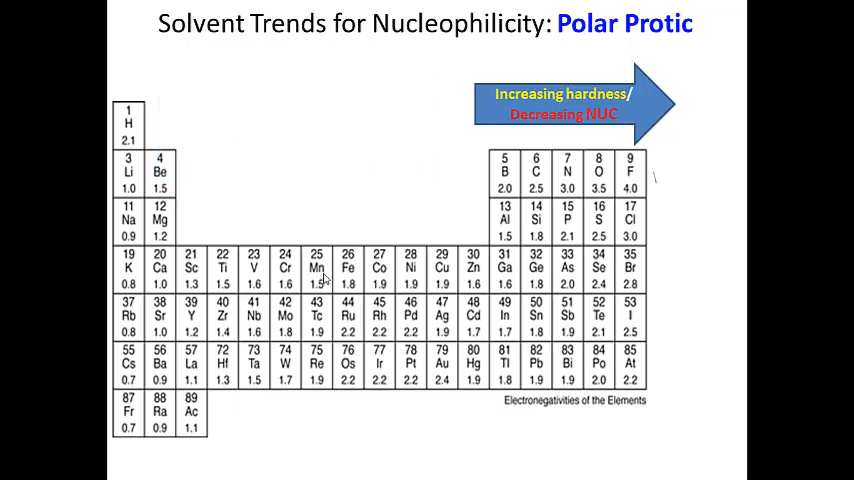 Solvent Trends for Nucleophilicity: Polar Protic
Increasing hardness/
Decreasing NUC
1
H
2.1
3 4 5 6 7 8 9
Li Be B C N O F
1.0 1.5 2.0 2.5 3.0 3.5 4.0
11 12 13 14 15 16 17
Na Mg Al Si P S Cl
0.9 1.2 1.5 1.8 2.1 2.5 3.0
19 20 21 22 23 24 25 26 27 28 29 30 31 32 33 34 35
K Ca Sc Ti V Cr Mn Fe Co Ni Cu Zn Ga Ge As Se Br
0.8 1.0 1.3 1.5 1.6 1.6 1.5 1.8 1.9 1.9 1.9 1.6 1.6 1.8 2.0 2.4 2.8
37 38 39 40 41 42 43 44 45 46 47 48 49 50 51 52 53
Rb Sr Y Zr Nb Mo Tc Ru Rh Pd Ag Cd In Sn Sb Te I
0.8 1.0 1.2 1.4 1.6 1.8 1.9 2.2 2.2 2.2 1.9 1.7 1.7 1.8 1.9 2.1 2.5
55 56 57 72 73 74 75 76 77 78 79 80 81 82 83 84 85
Cs Ba La Hf Ta W Re Os Ir Pt Au Hg Tl Pb Bi Po At
0.7 0.9 1.1 1.3 1.5 1.7 1.9 2.2 2.2 2.2 2.4 1.9 1.8 1.9 1.9 2.0 2.2
87 88 89
Fr Ra Ac
0.7 0.9 1.1
Electronegativities of the Elements